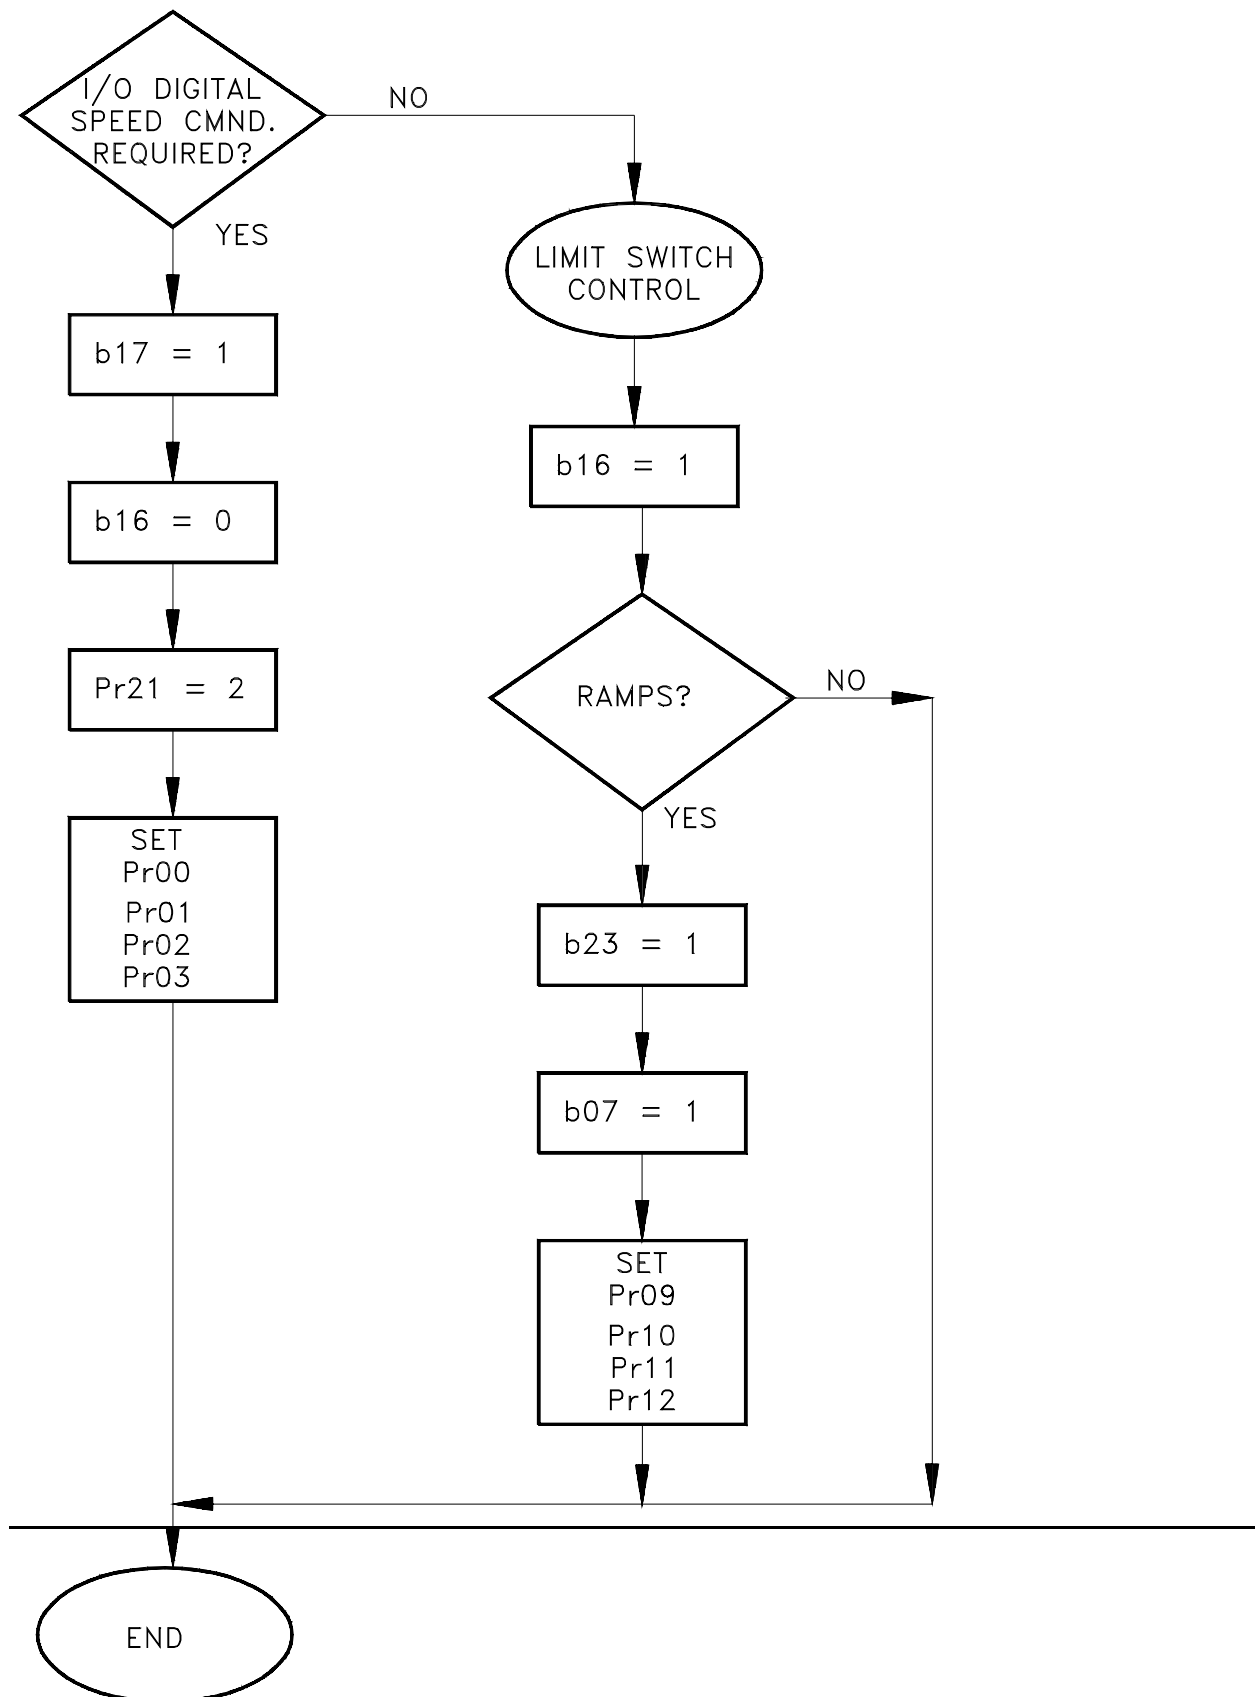 I/O DIGITAL
SPEED CMND.
REQUIRED?
NO
YES
LIMIT SWITCH
CONTROL
b17 = 1
b16 = 0
Pr21 = 2
SET
Pr00
Pr01
Pr02
Pr03
b16 = 1
RAMPS?
NO
YES
b23 = 1
b07 = 1
SET
Pr09
Pr10
Pr11
Pr12
END